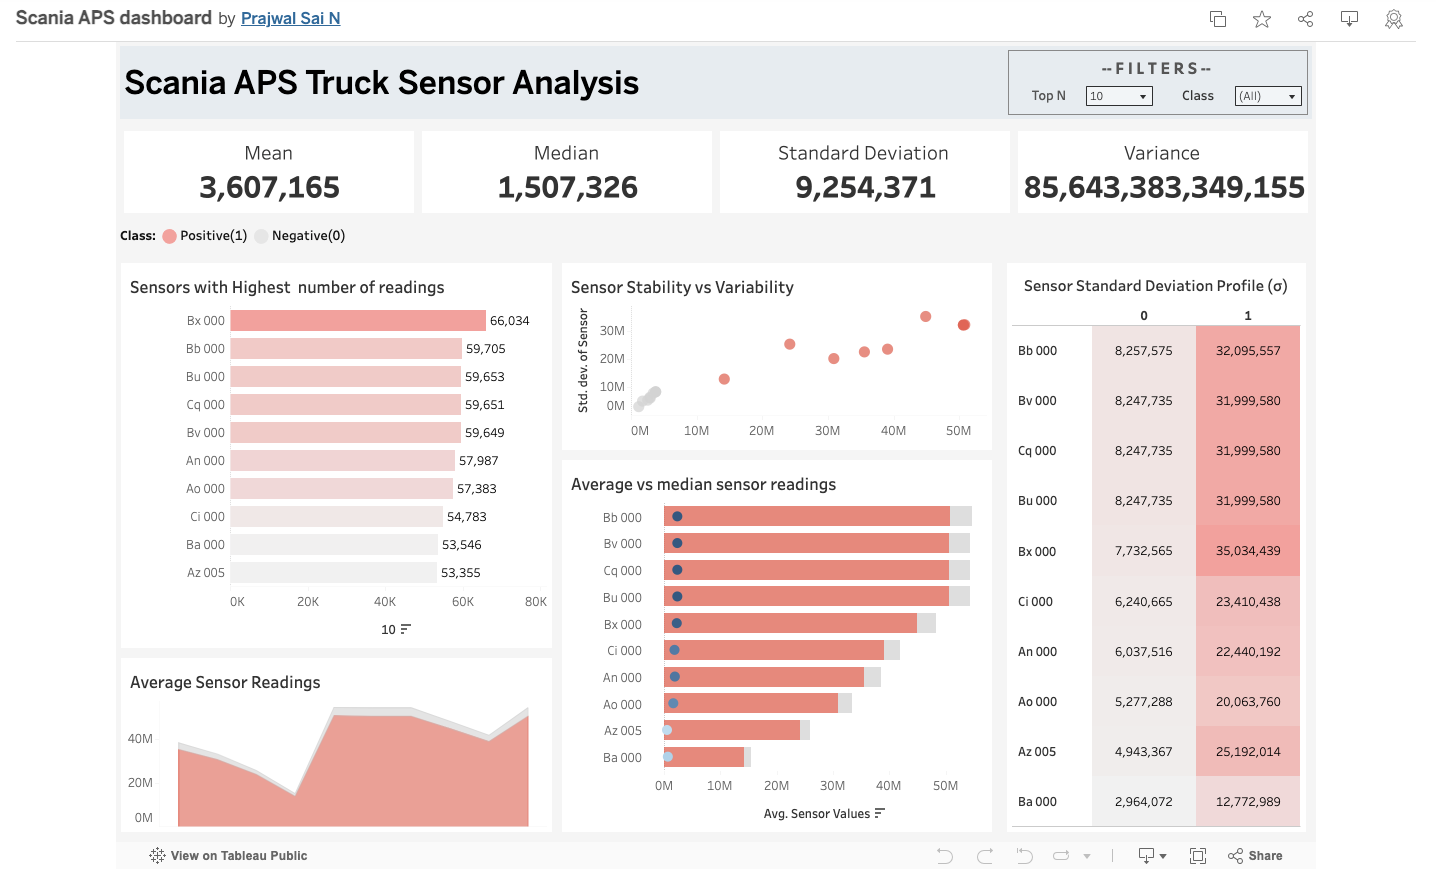 Scania APS dashboard by Prajwal Sai N
Scania APS Truck Sensor Analysis
--FILTERS--
Top N 10 Class (All)
Mean
3,607,165
Median
1,507,326
Standard Deviation
9,254,371
Variance
85,643,383,349,155
Class: Positive(1) Negative(0)
Sensors with Highest number of readings
Bx 000 66,034
Bb 000 59,705
Bu 000 59,653
Cq 000 59,651
Bv 000 59,649
An 000 57,987
Ao 000 57,383
Ci 000 54,783
Ba 000 53,546
Az 005 53,355
0K 20K 40K 60K 80K
10
Average Sensor Readings
40M
20M
0M
Sensor Stability vs Variability
Std. dev. of Sensor
30M
20M
10M
0M
0M 10M 20M 30M 40M 50M
Average vs median sensor readings
Bb 000
Bv 000
Cq 000
Bu 000
Bx 000
Ci 000
An 000
Ao 000
Az 005
Ba 000
0M 10M 20M 30M 40M 50M
Avg. Sensor Values
Sensor Standard Deviation Profile (σ)
0 1
Bb 000 8,257,575 32,095,557
Bv 000 8,247,735 31,999,580
Cq 000 8,247,735 31,999,580
Bu 000 8,247,735 31,999,580
Bx 000 7,732,565 35,034,439
Ci 000 6,240,665 23,410,438
An 000 6,037,516 22,440,192
Ao 000 5,277,288 20,063,760
Az 005 4,943,367 25,192,014
Ba 000 2,964,072 12,772,989
View on Tableau Public
Share